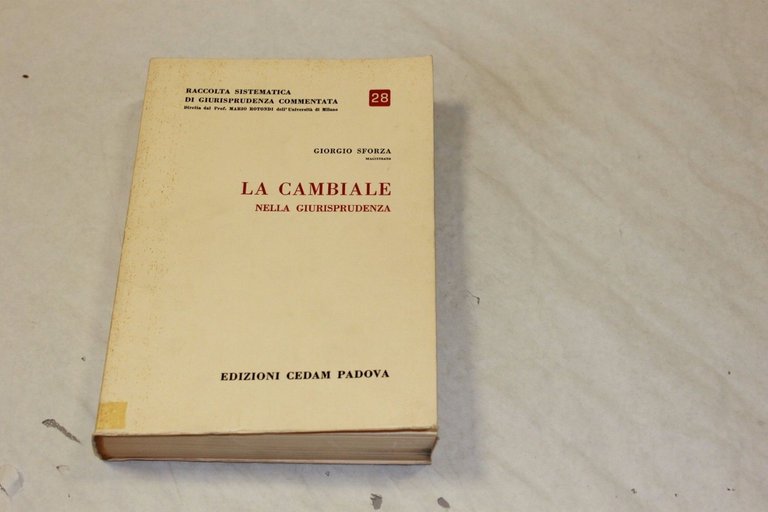 RACCOLTA SISTEMATICA
DI GIURISPRUDENZA COMMENTATA
Diretta dal Prof. MARIO ROTONDI dell'Università di Milano
28
GIORGIO SFORZA
MAGISTRATO
LA CAMBIALE
NELLA GIURISPRUDENZA
EDIZIONI CEDAM PADOVA